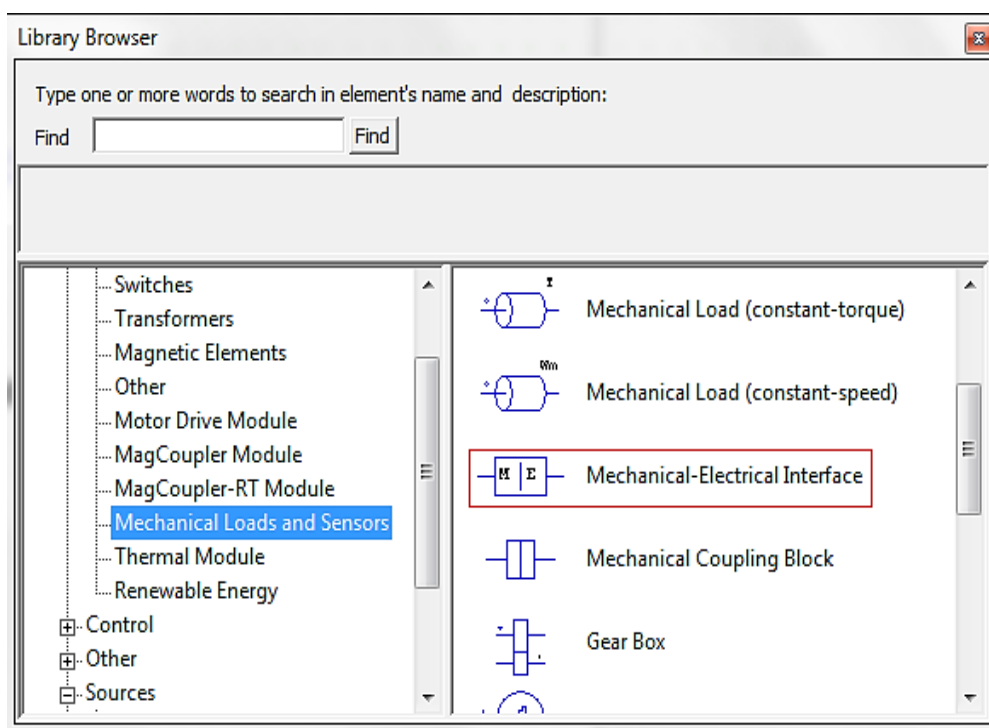 Library Browser
Type one or more words to search in element's name and description:
Find
Find
Switches
Transformers
Magnetic Elements
Other
Motor Drive Module
MagCoupler Module
MagCoupler-RT Module
Mechanical Loads and Sensors
Thermal Module
Renewable Energy
Control
Other
Sources
T
Mechanical Load (constant-torque)
Wm
Mechanical Load (constant-speed)
M E
Mechanical-Electrical Interface
Mechanical Coupling Block
Gear Box